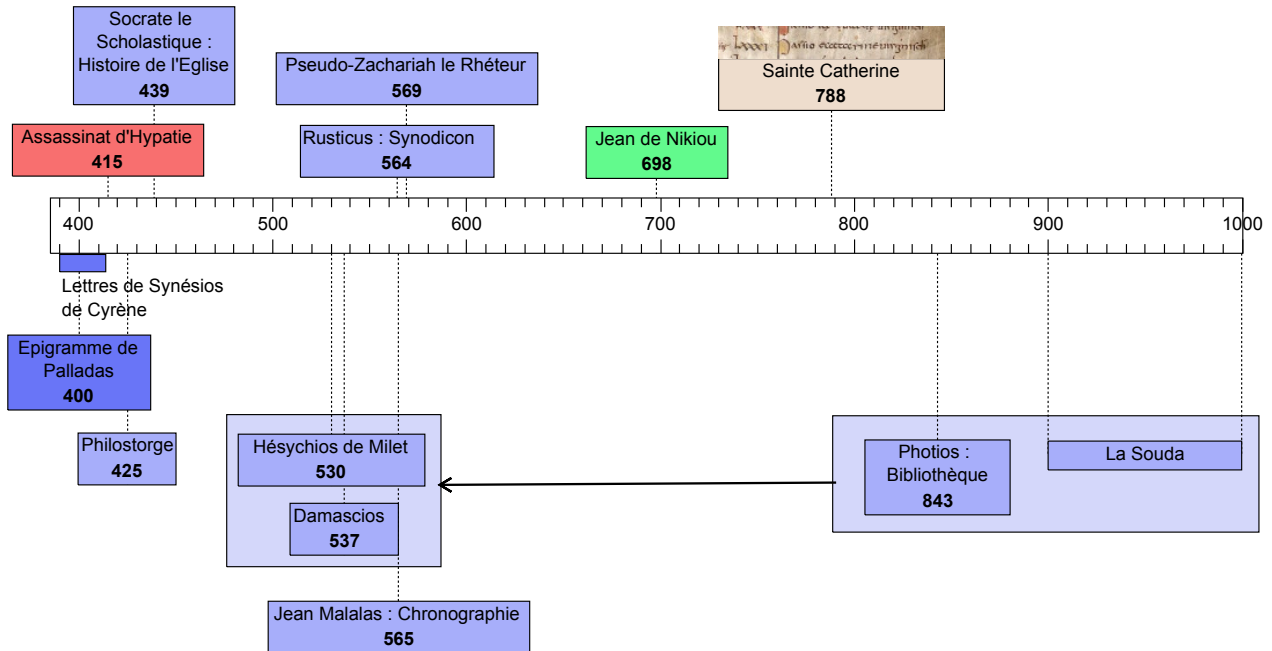 Socrate le
Scholastique :
Histoire de l'Eglise
439
Pseudo-Zachariah le Rhéteur
569
Sainte Catherine
788
Assassinat d'Hypatie
415
Rusticus : Synodicon
564
Jean de Nikiou
698
400 500 600 700 800 900 1000
Lettres de Synésios
de Cyrène
Epigramme de
Palladas
400
Philostorge
425
Hésychios de Milet
530
Damascios
537
Jean Malalas : Chronographie
565
Photios :
Bibliothèque
843
La Souda